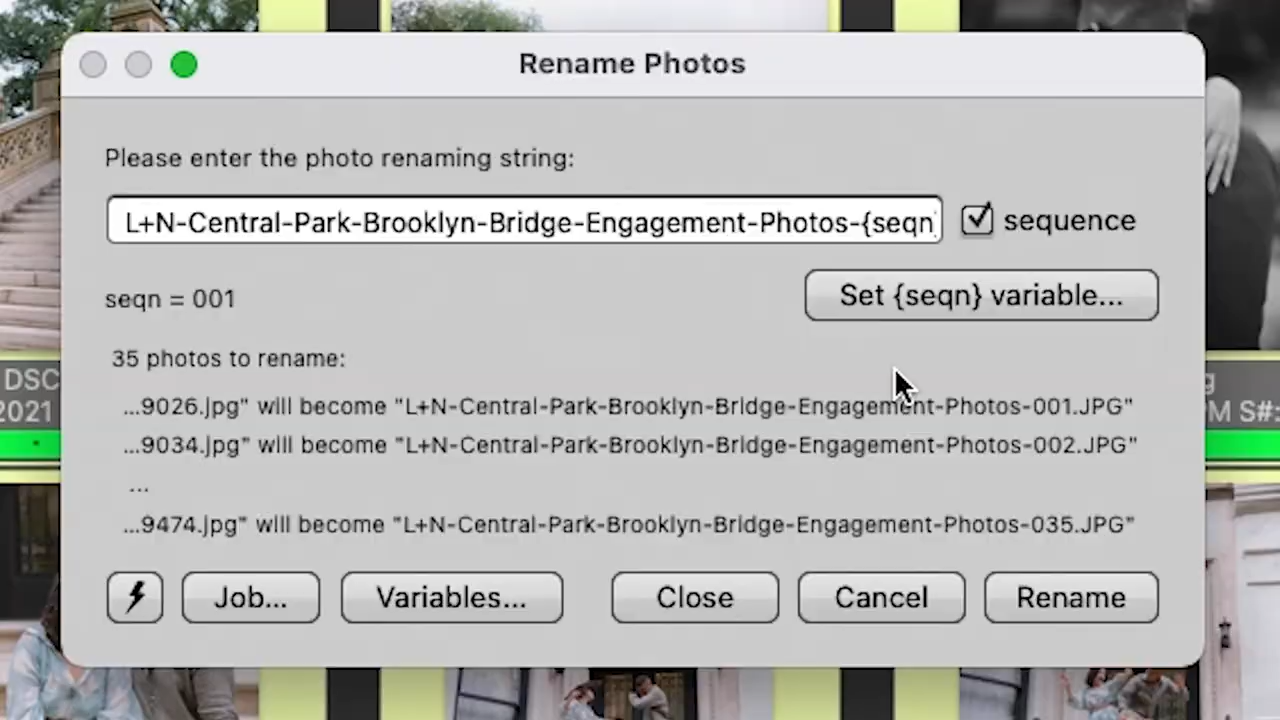 Rename Photos
Please enter the photo renaming string:
L+N-Central-Park-Brooklyn-Bridge-Engagement-Photos-{seqn
sequence
seqn = 001
Set {seqn} variable...
35 photos to rename:
DSC
2021
g
PM S#:
...9026.jpg" will become "L+N-Central-Park-Brooklyn-Bridge-Engagement-Photos-001.JPG"
...9034.jpg" will become "L+N-Central-Park-Brooklyn-Bridge-Engagement-Photos-002.JPG"
...
...9474.jpg" will become "L+N-Central-Park-Brooklyn-Bridge-Engagement-Photos-035.JPG"
Job...
Variables...
Close
Cancel
Rename